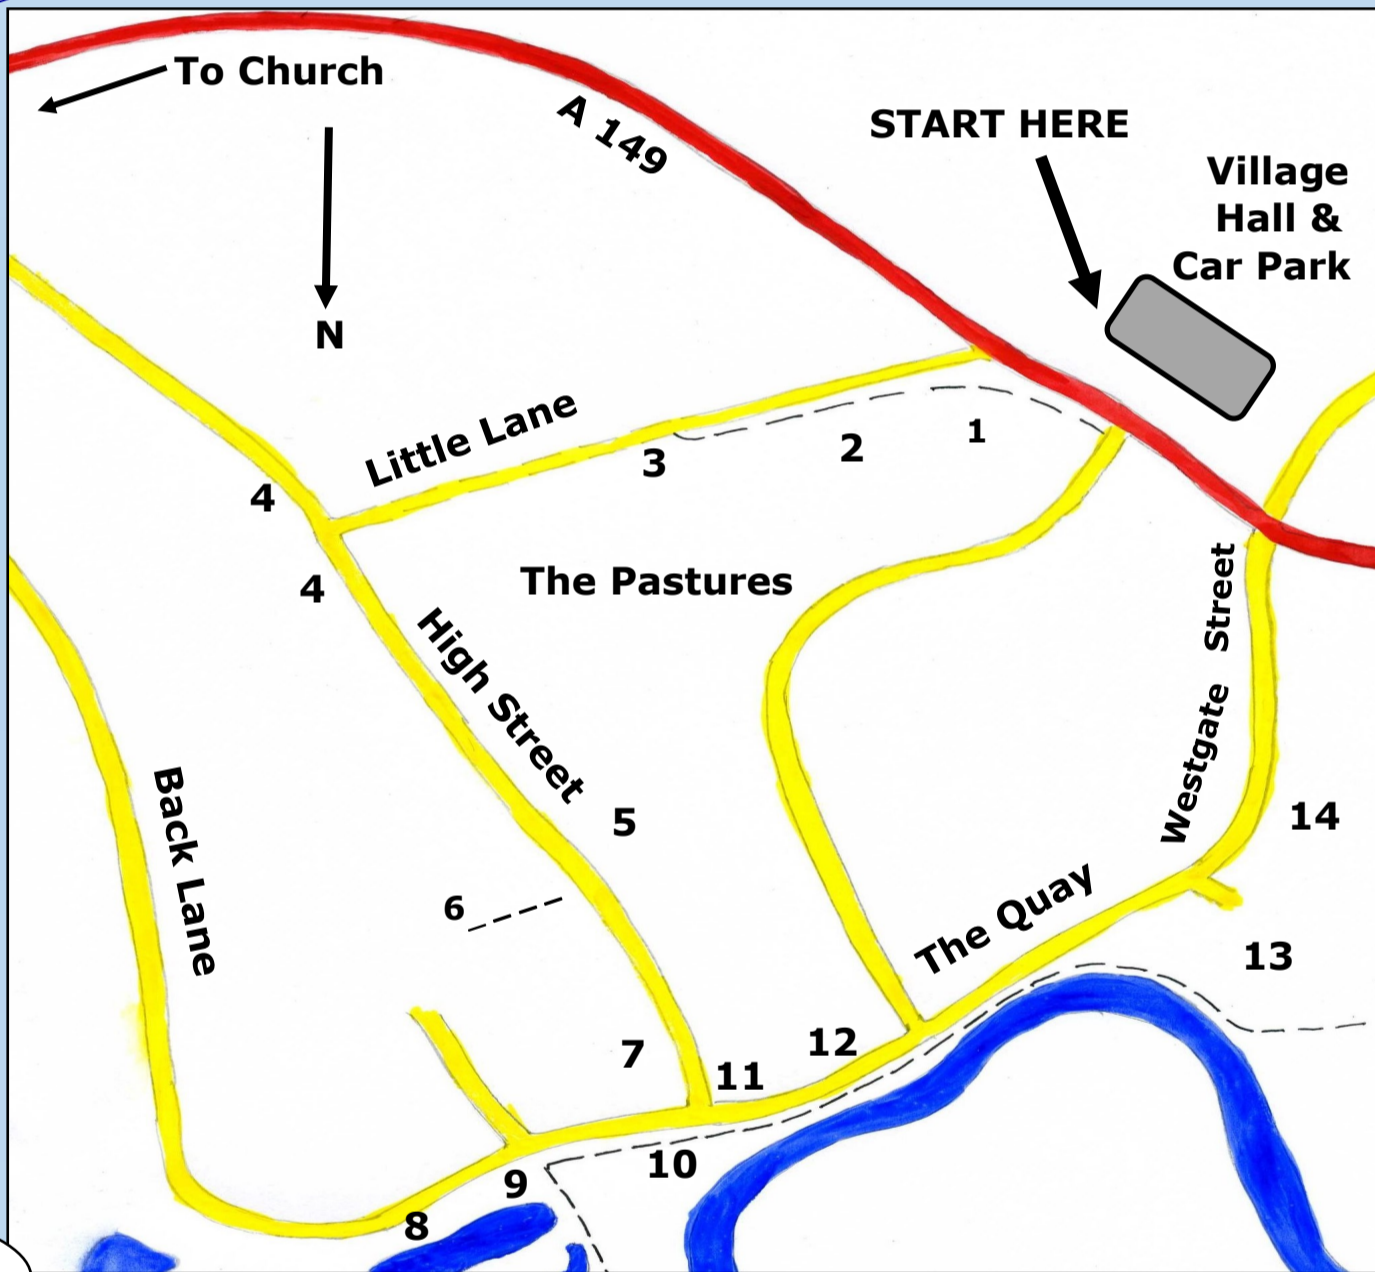 To Church
A 149
START HERE
Village
Hall &
Car Park
N
Little Lane
1
2
3
4
4
The Pastures
High Street
Westgate Street
5
14
Back Lane
6
The Quay
13
7
12
11
10
9
8